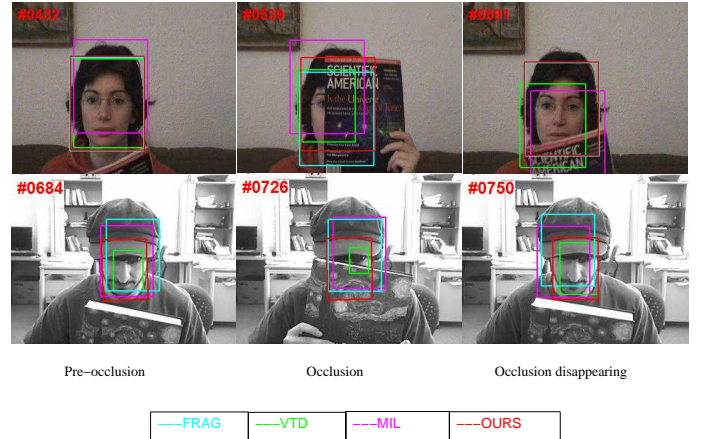 #0432
#0539
#0591
SCIENTIFIC
AMERICAN
Is the Universe
SCIENTIFIC
AMERICAN
#0684
#0726
#0750
Pre-occlusion
Occlusion
Occlusion disappearing
---FRAG
---VTD
---MIL
---OURS